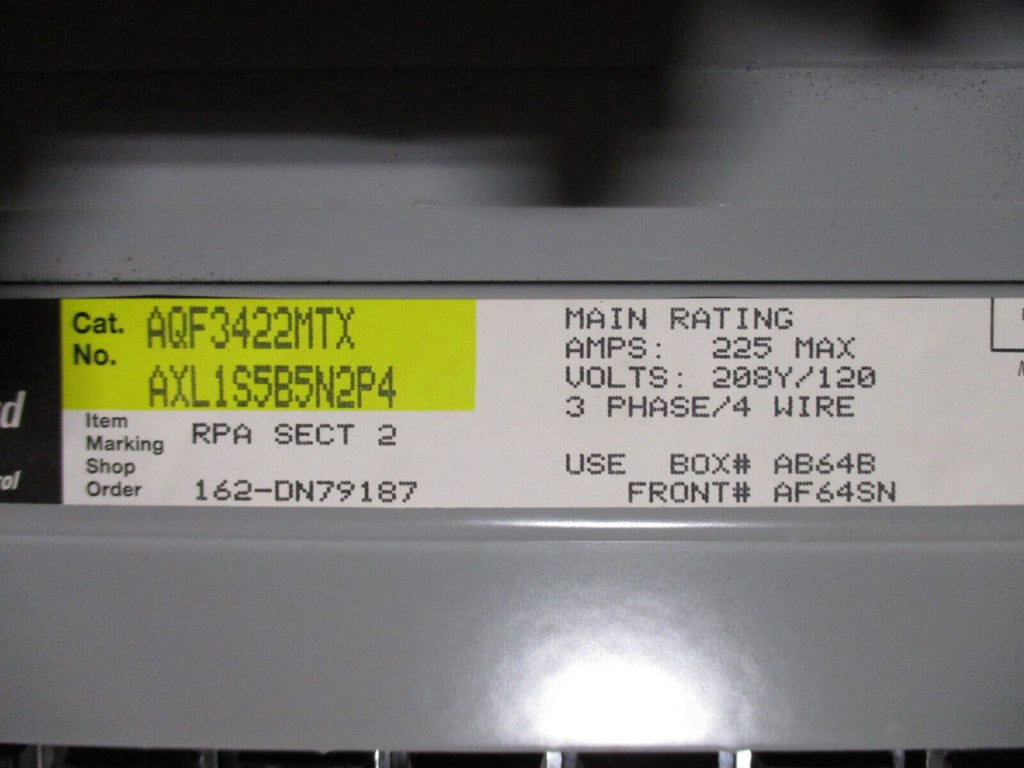 Cat. No. AQF3422MTX
AXL1S5B5N2P4
Item Marking RPA SECT 2
Shop Order 162-DN79187
MAIN RATING
AMPS: 225 MAX
VOLTS: 208Y/120
3 PHASE/4 WIRE
USE BOX# AB64B
FRONT# AF64SN